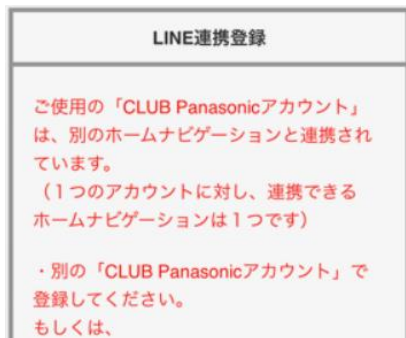 LINE連携登録
ご使用の「CLUB Panasonicアカウント」
は、別のホームナビゲーションと連携され
ています。
（１つのアカウントに対し、連携できる
ホームナビゲーションは１つです）
・別の「CLUB Panasonicアカウント」で
登録してください。
もしくは、